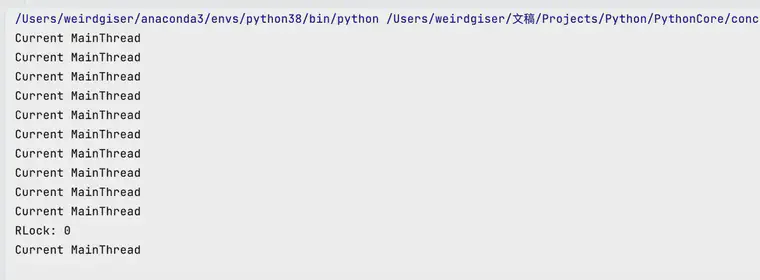 /Users/weirdgiser/anaconda3/envs/python38/bin/python /Users/weirdgiser/文稿/Projects/Python/PythonCore/conc
Current MainThread
Current MainThread
Current MainThread
Current MainThread
Current MainThread
Current MainThread
Current MainThread
Current MainThread
Current MainThread
Current MainThread
RLock: 0
Current MainThread